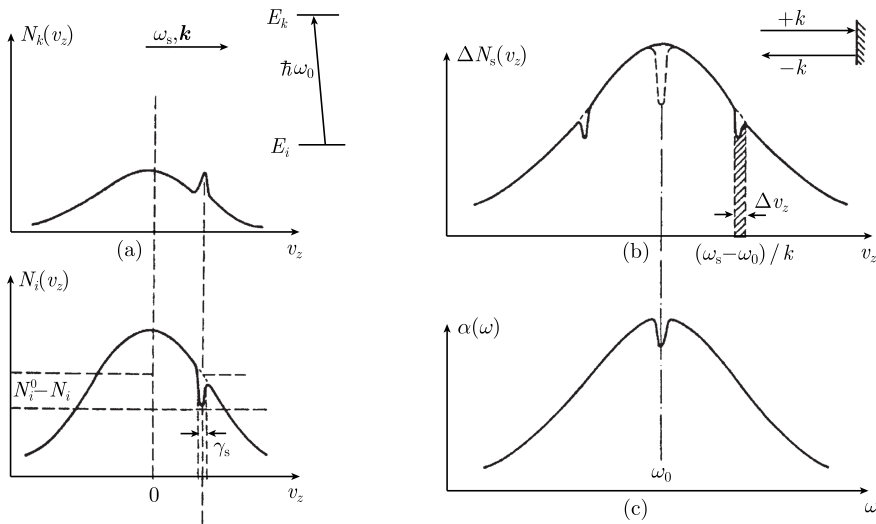 N_k(v_z)
ω_s, k
E_k
ħω_0
E_i
(a)
v_z
N_i(v_z)
N_i^0–N_i
γ_s
0
v_z
ΔN_s(v_z)
+k
−k
Δv_z
(b)
(ω_s−ω_0)/k
v_z
α(ω)
ω_0
(c)
ω